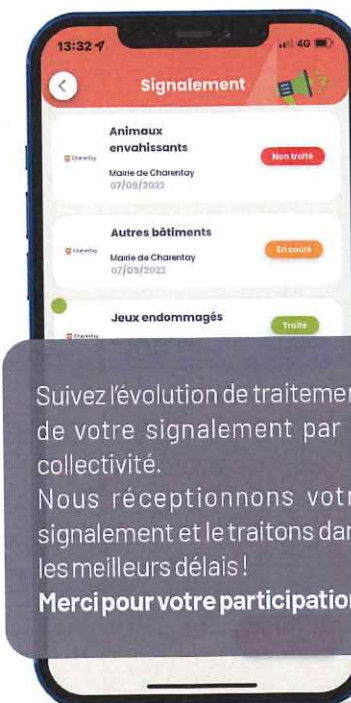 13:32
4G
Signalement
Animaux
envahissants
Charentay
Non traité
Mairie de Charentay
07/09/2022
Autres bâtiments
Charentay
En cours
Mairie de Charentay
07/09/2022
Jeux endommagés
Charentay
Traité
Suivez l'évolution de traitemen
de votre signalement par
collectivité.
Nous réceptionnons votr
signalement et le traitons dan
les meilleurs délais !
Merci pour votre participation